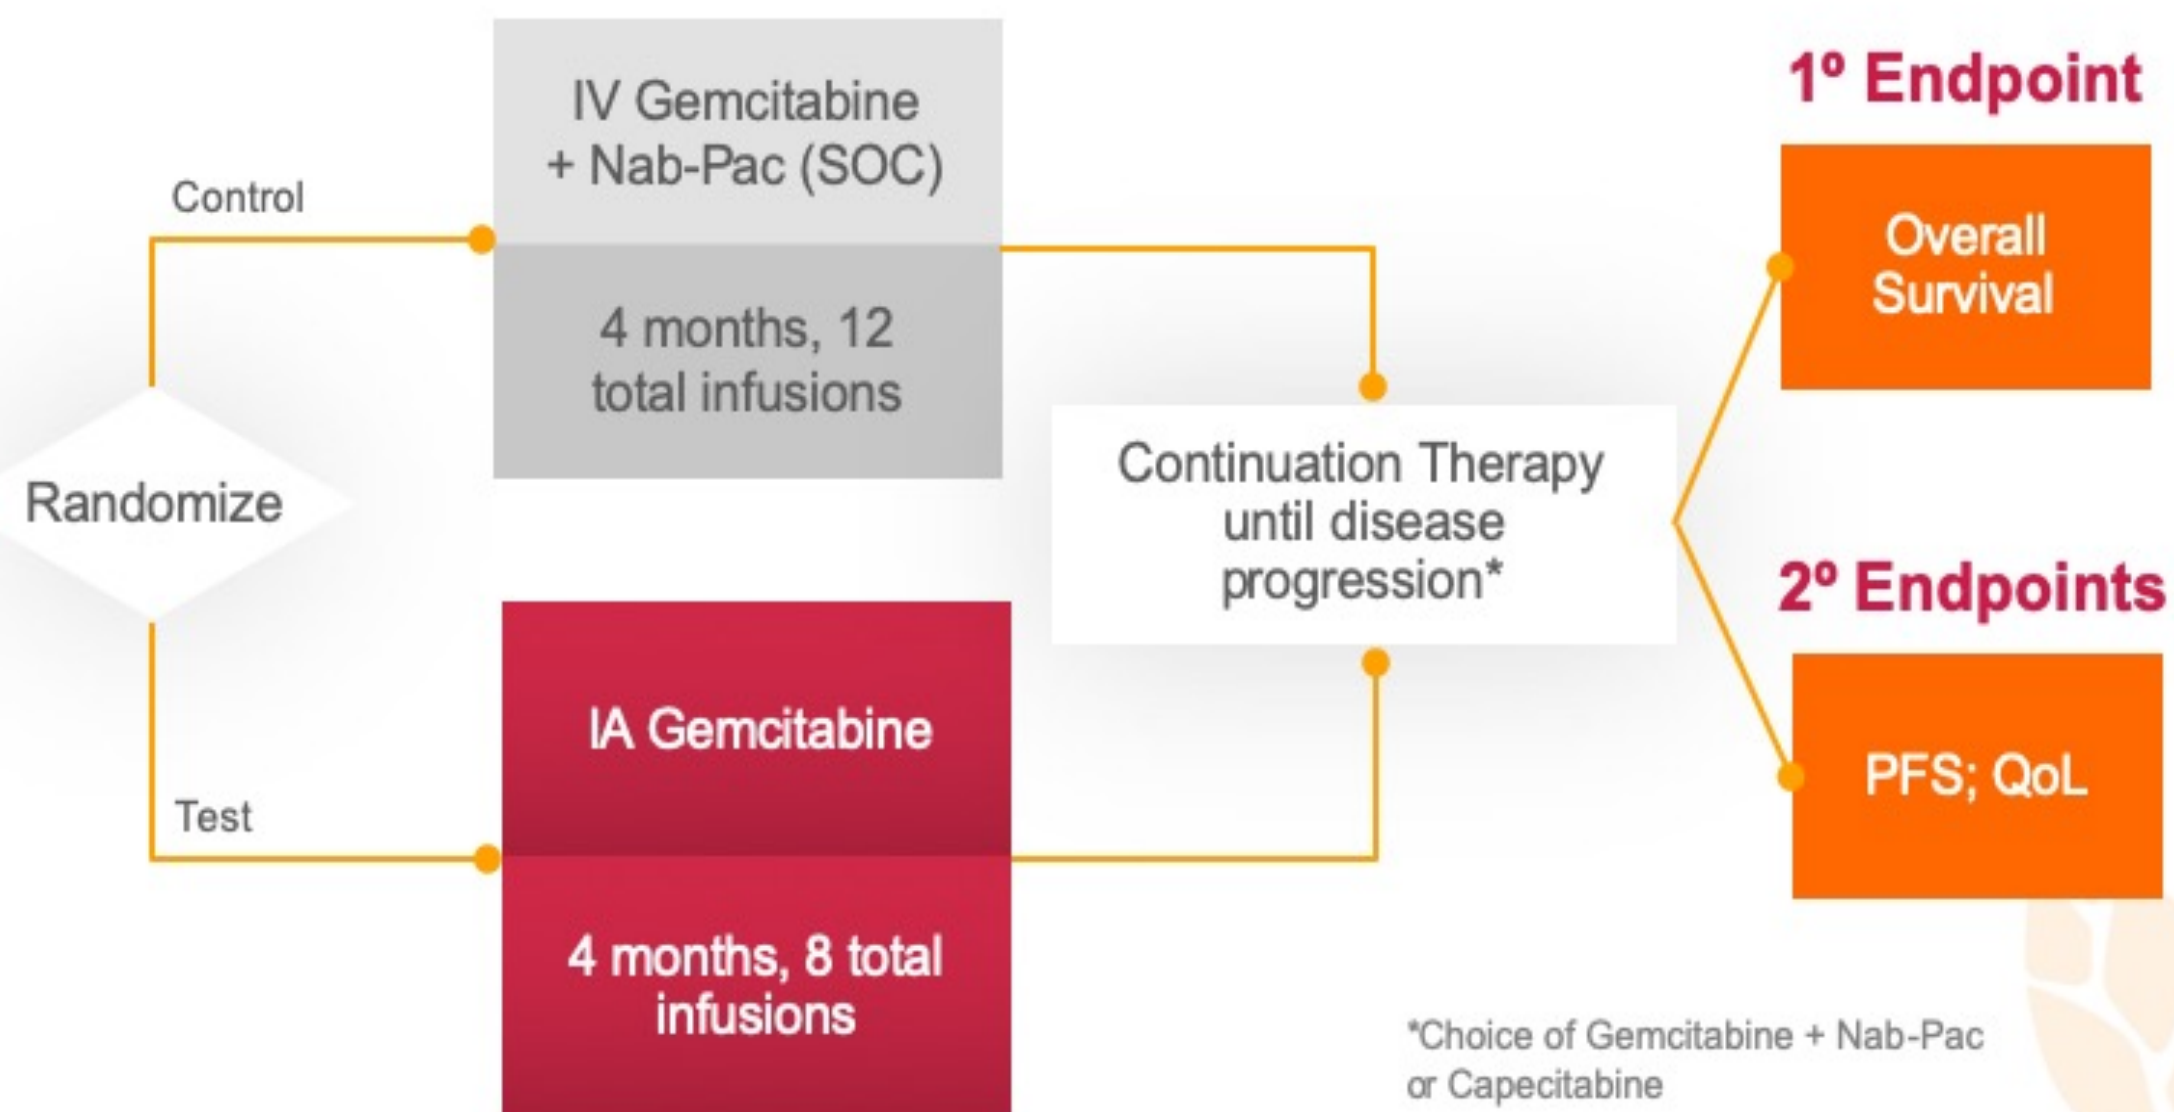 Randomize
Control
IV Gemcitabine
+ Nab-Pac (SOC)
4 months, 12
total infusions
Test
IA Gemcitabine
4 months, 8 total
infusions
Continuation Therapy
until disease
progression*
1º Endpoint
Overall
Survival
2º Endpoints
PFS; QoL
*Choice of Gemcitabine + Nab-Pac
or Capecitabine